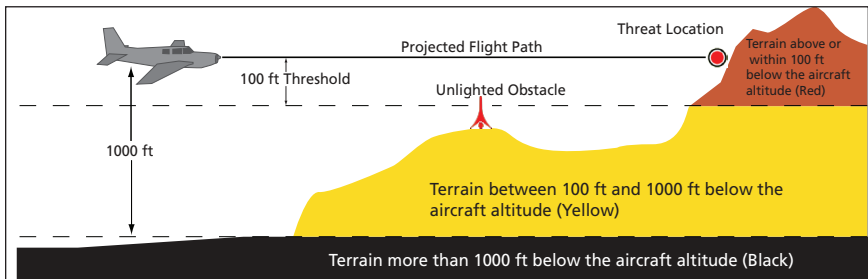 Threat Location
Projected Flight Path
Terrain above or
within 100 ft
below the aircraft
altitude (Red)
100 ft Threshold
Unlighted Obstacle
1000 ft
Terrain between 100 ft and 1000 ft below the
aircraft altitude (Yellow)
Terrain more than 1000 ft below the aircraft altitude (Black)